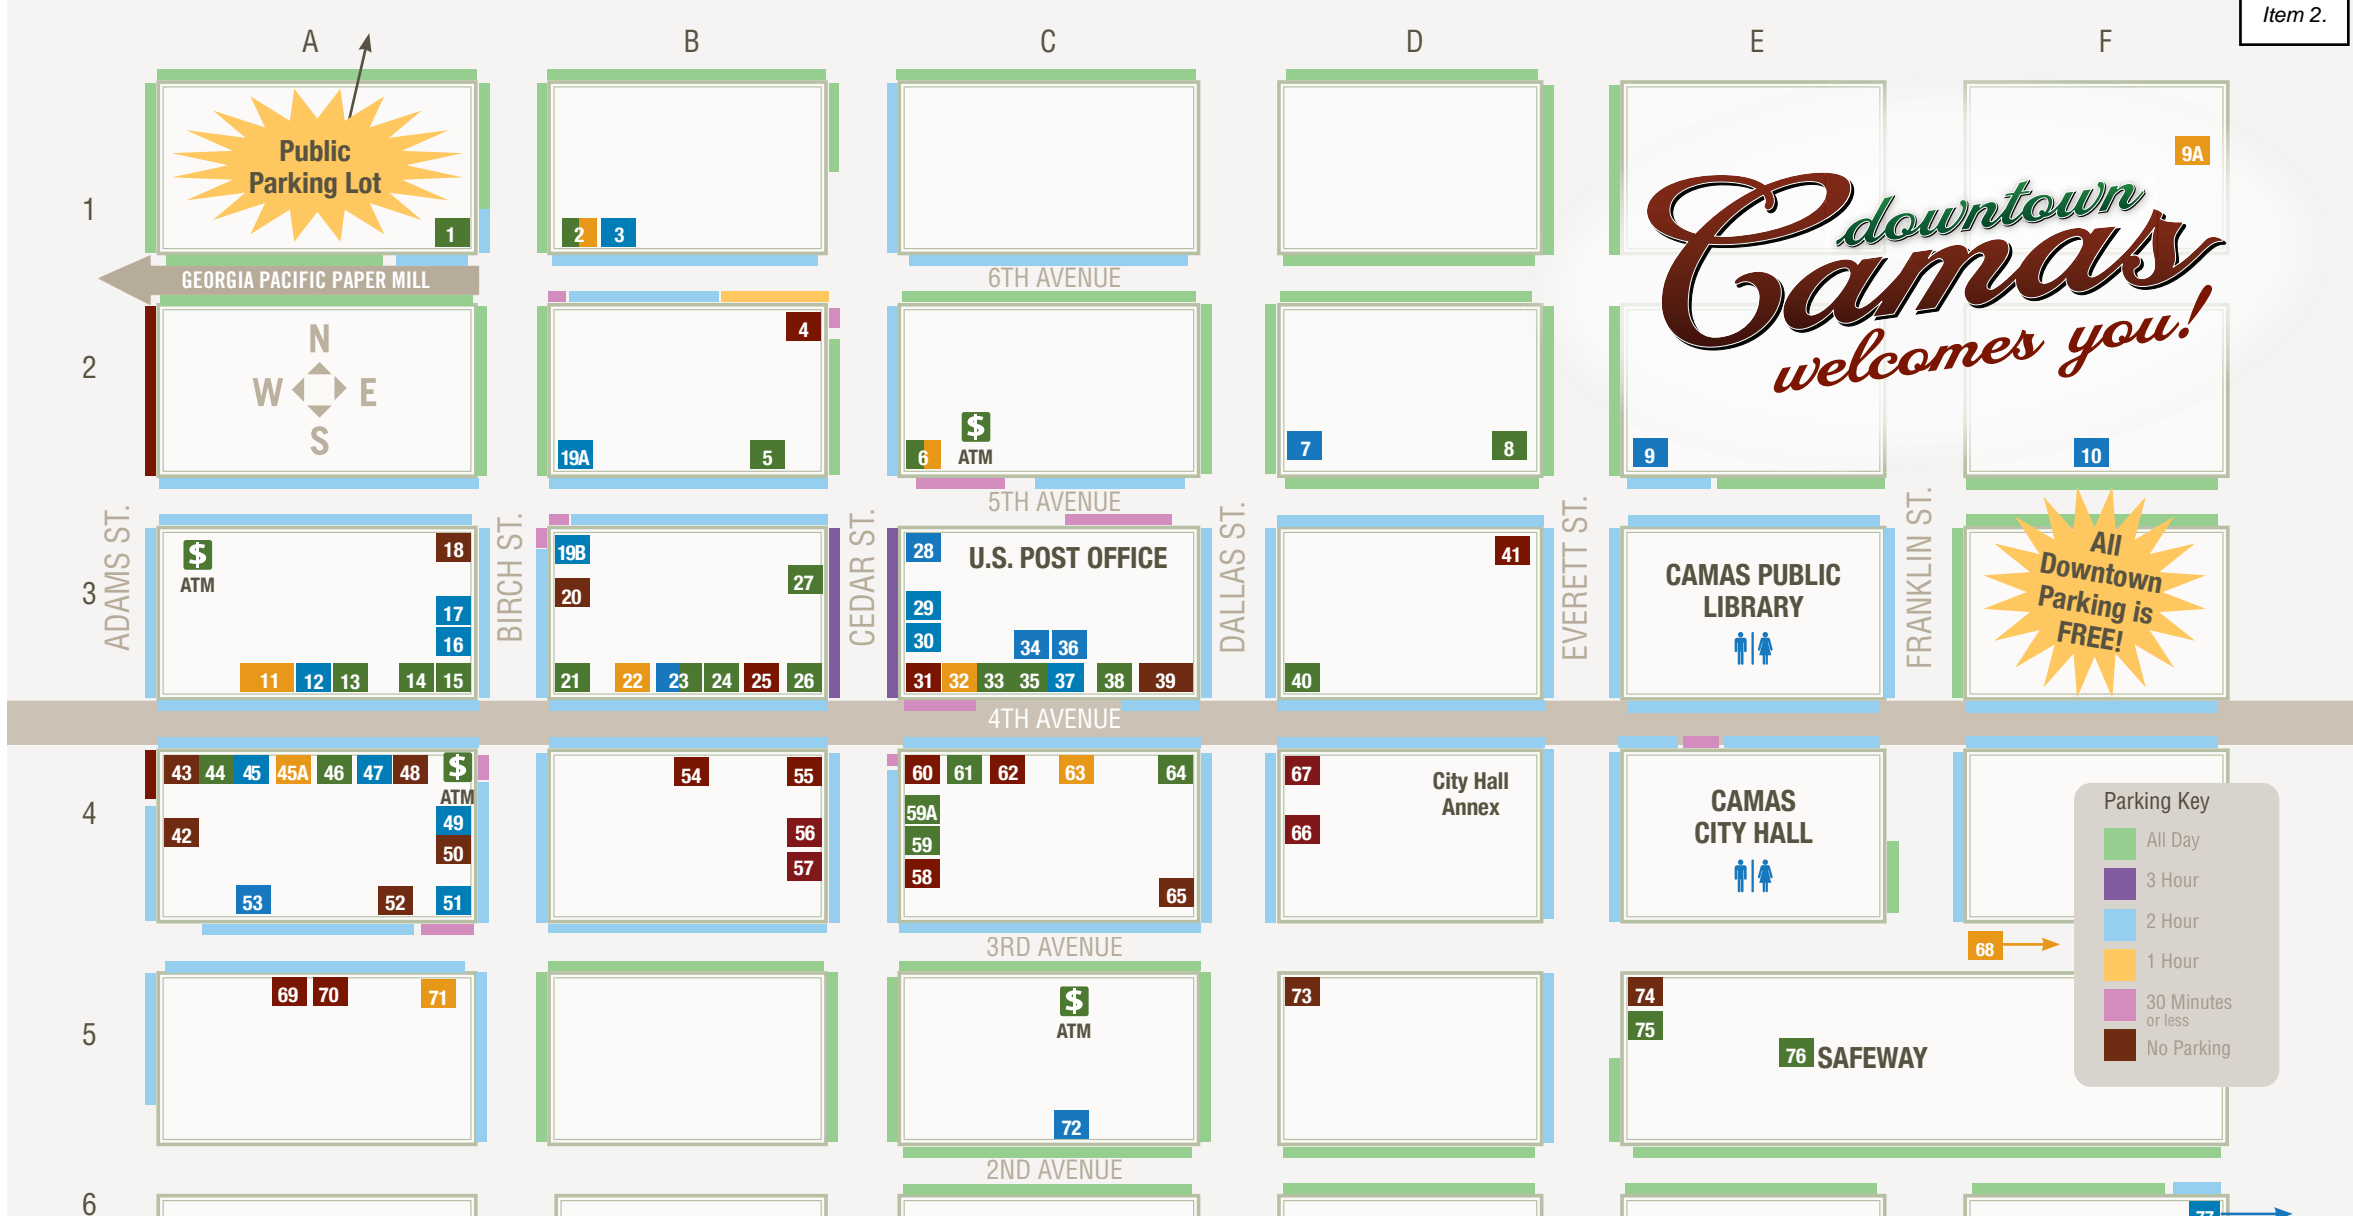 Item 2.
A B C D E F
Public
Parking Lot
1
1
2 3
9A
downtown
Camas
welcomes you!
GEORGIA PACIFIC PAPER MILL
6TH AVENUE
2
N
W E
S
4
19A 5
$
6 ATM
7 8
9
10
5TH AVENUE
ADAMS ST.
BIRCH ST.
CEDAR ST.
DALLAS ST.
EVERETT ST.
FRANKLIN ST.
3
$
ATM
18
17
16
11 12 13 14 15
19B
20
27
21 22 23 24 25 26
28 U.S. POST OFFICE
29
30 34 36
31 32 33 35 37 38 39
41
40
CAMAS PUBLIC
LIBRARY
All
Downtown
Parking is
FREE!
4TH AVENUE
4
43 44 45 45A 46 47 48 $
ATM
42 49
50
53 52 51
54 55
56
57
60 61 62 63 64
59A
59
58
65
67
66
City Hall
Annex
CAMAS
CITY HALL
68
Parking Key
All Day
3 Hour
2 Hour
1 Hour
30 Minutes
or less
No Parking
3RD AVENUE
5
69 70 71
$
ATM
72
73
74
75
76 SAFEWAY
2ND AVENUE
6
77